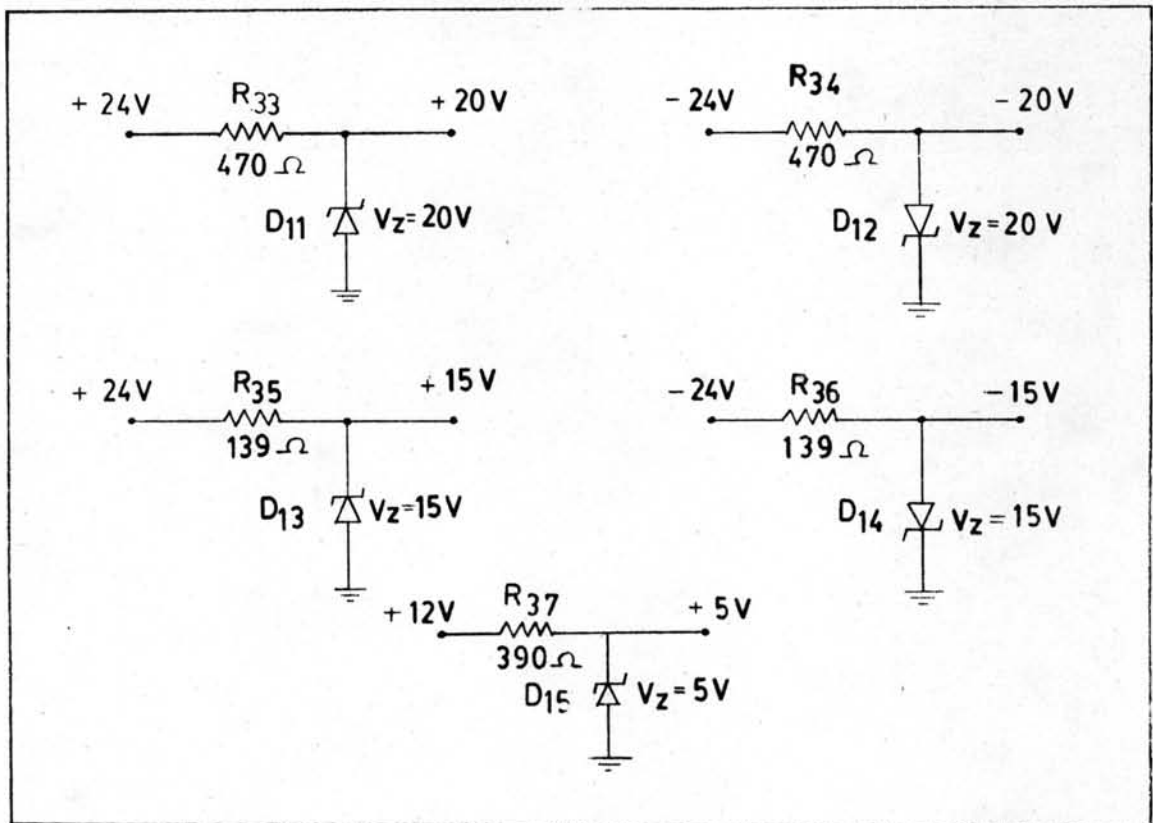 + 24V R33 + 20V
470 Ω
D11 Vz = 20V
- 24V R34 - 20V
470 Ω
D12 Vz = 20 V
+ 24V R35 + 15V
139 Ω
D13 Vz = 15V
- 24V R36 - 15V
139 Ω
D14 Vz = 15V
+ 12V R37 + 5V
390 Ω
D15 Vz = 5V